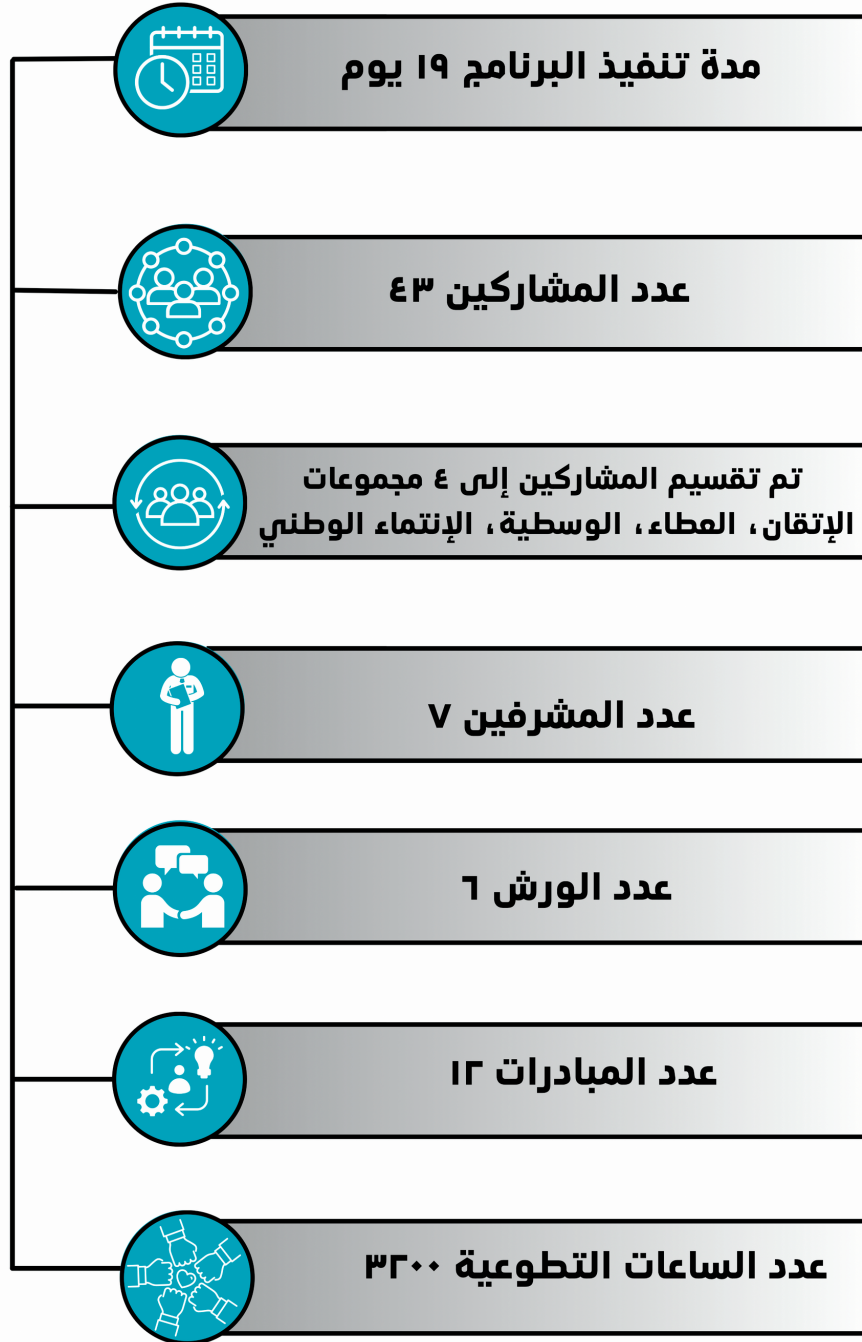 مدة تنفيذ البرنامج ١٩ يوم
عدد المشاركين ٤٣
تم تقسيم المشاركين إلى ٤ مجموعات
الإتقان، العطاء، الوسطية، الإنتماء الوطني
عدد المشرفين ٧
عدد الورش ٦
عدد المبادرات ١٢
عدد الساعات التطوعية ٣٢٠٠